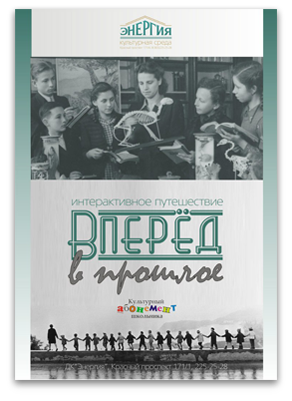 ЭНЕРГИЯ
культурная среда
интерактивное путешествие
ВПЕРЁД
в прошлое
Культурный
абонемент
школьника